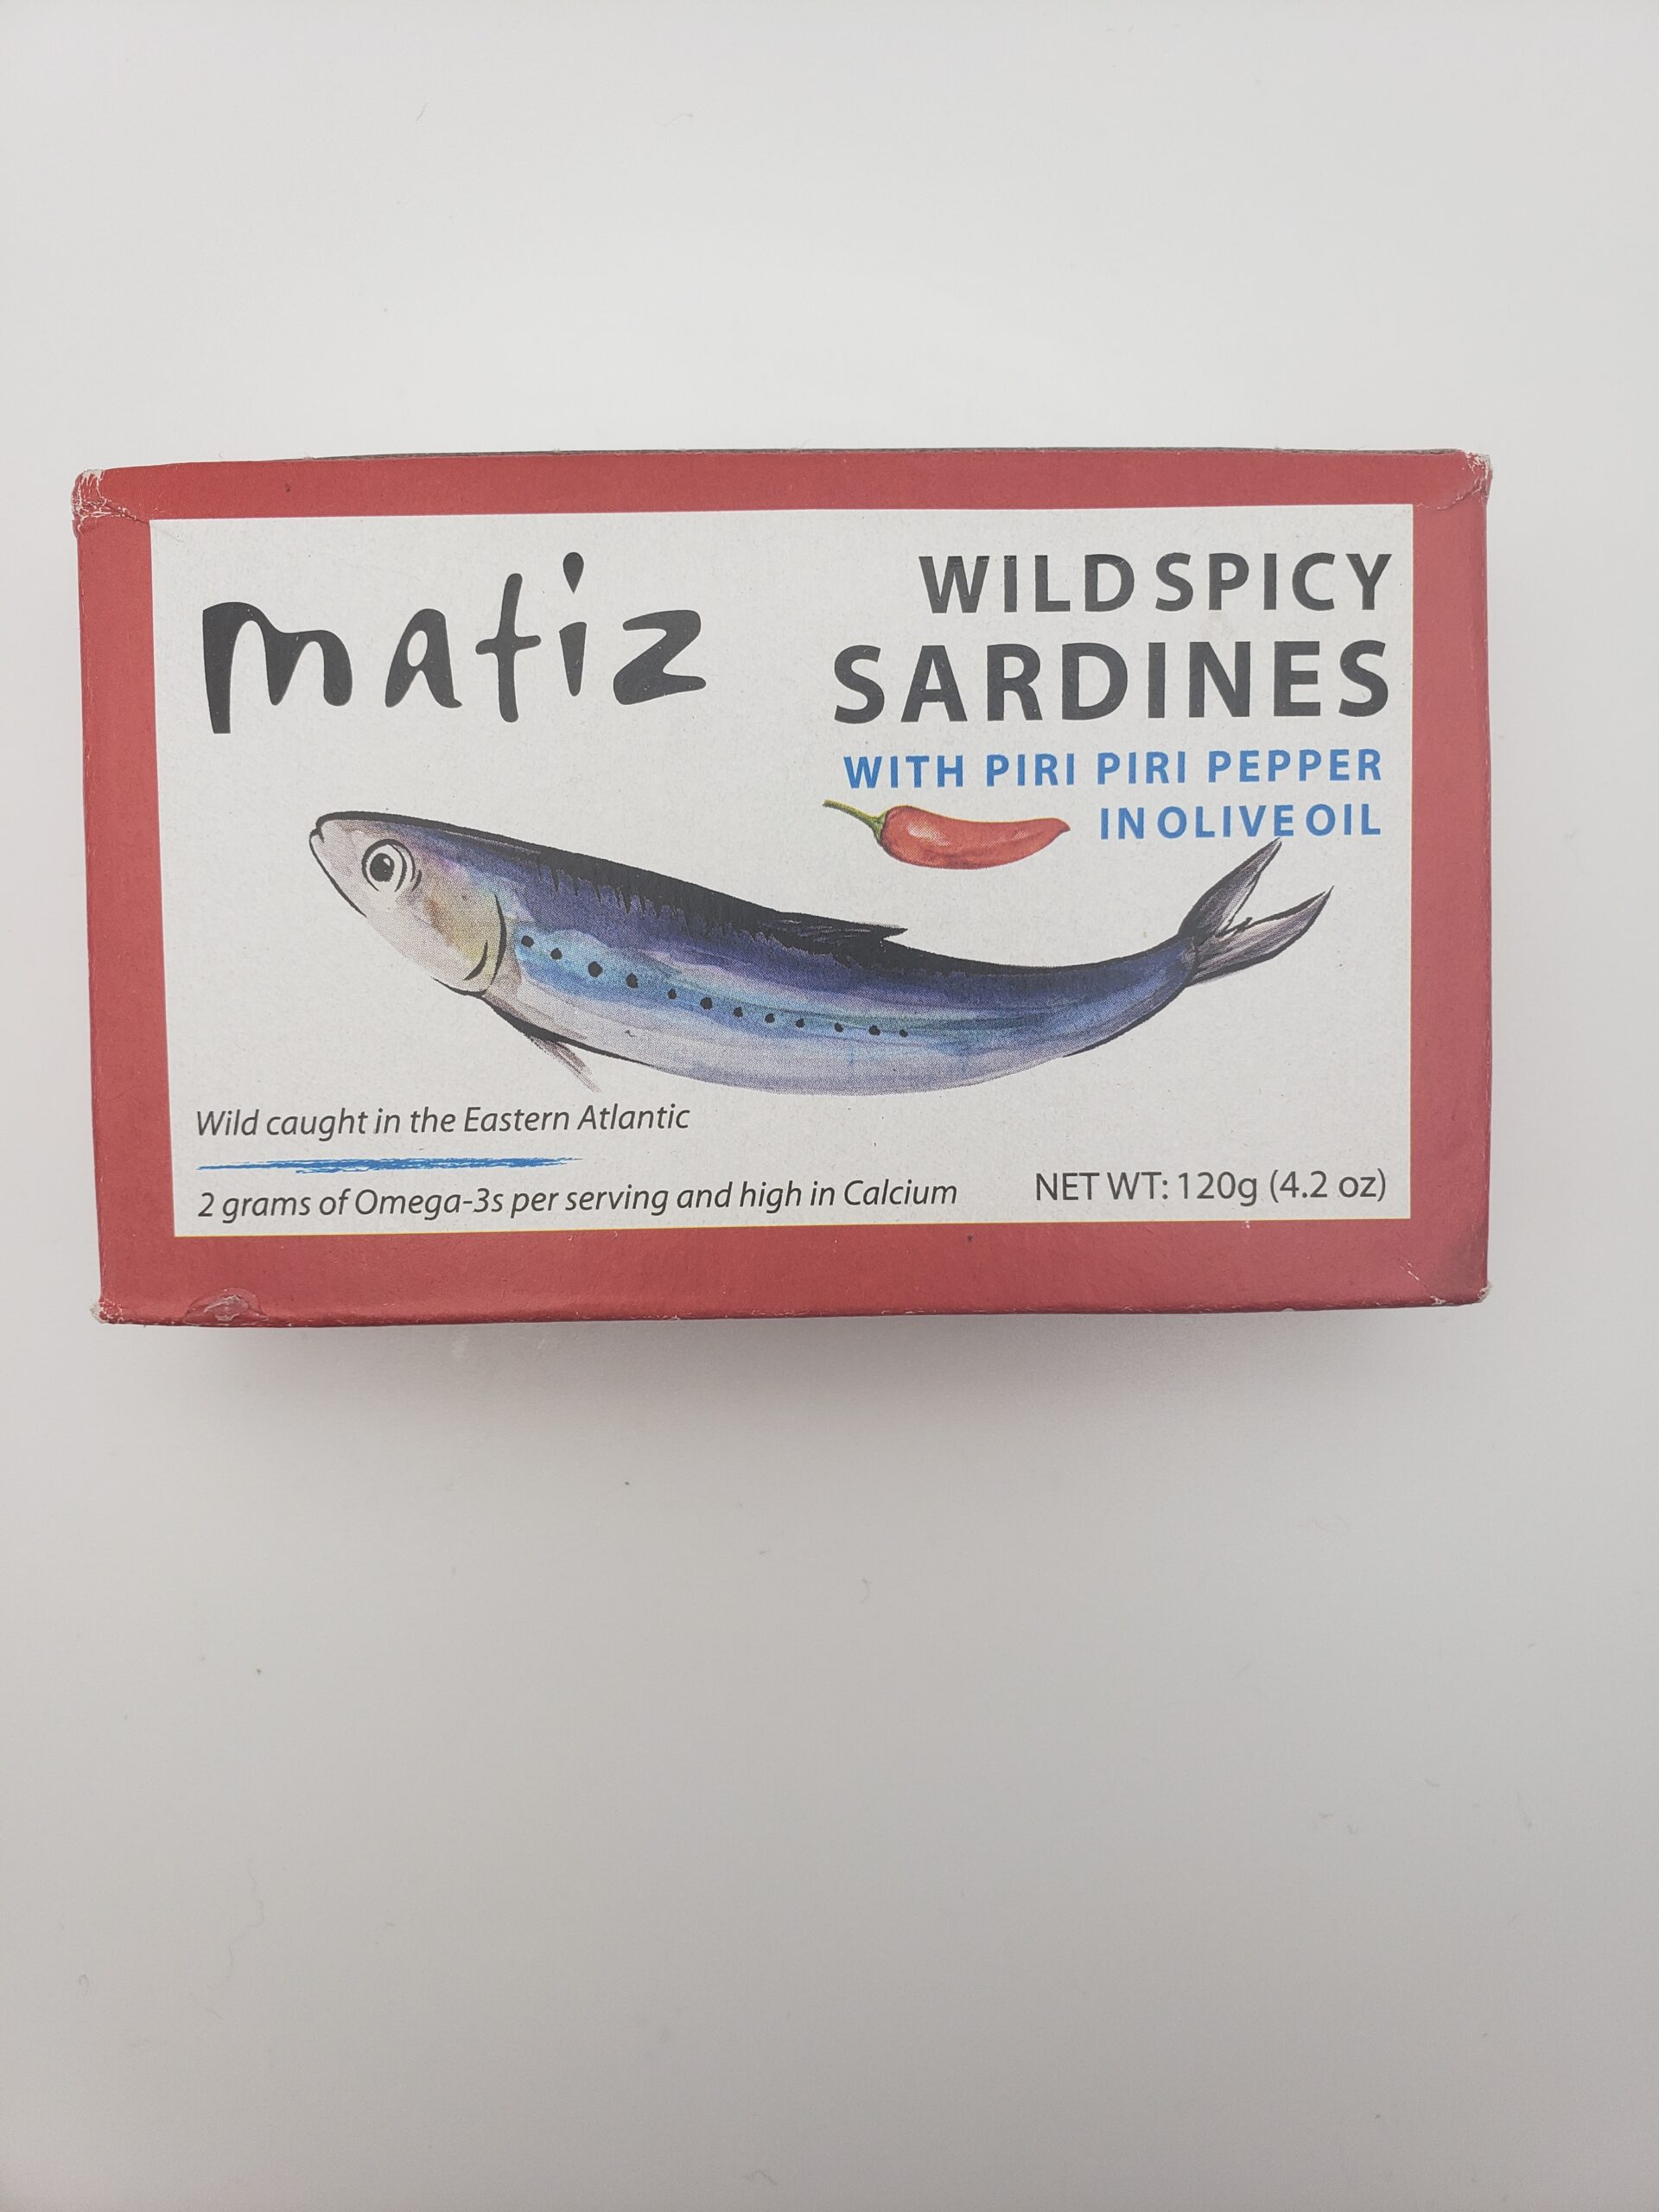 matiz
WILD SPICY
SARDINES
WITH PIRI PIRI PEPPER
IN OLIVE OIL
Wild caught in the Eastern Atlantic
2 grams of Omega-3s per serving and high in Calcium
NET WT: 120g (4.2 oz)